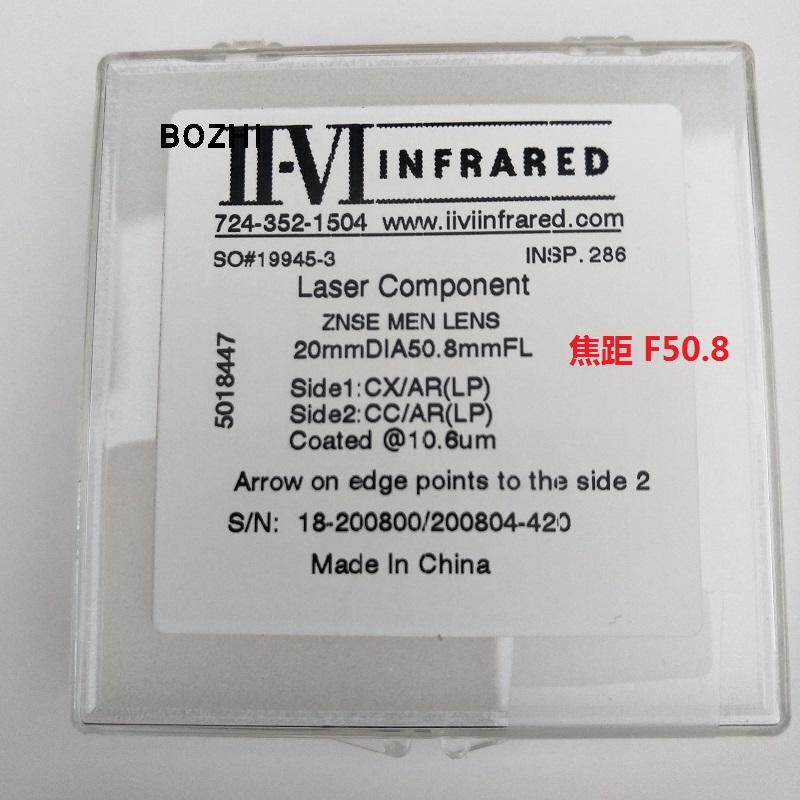 BOZHI
II-VI INFRARED
724-352-1504 www.iiviinfrared.com
SO#19945-3 INSP. 286
Laser Component
ZNSE MEN LENS
20mmDIA50.8mmFL
焦距 F50.8
5018447
Side1:CX/AR(LP)
Side2:CC/AR(LP)
Coated @10.6um
Arrow on edge points to the side 2
S/N: 18-200800/200804-420
Made In China